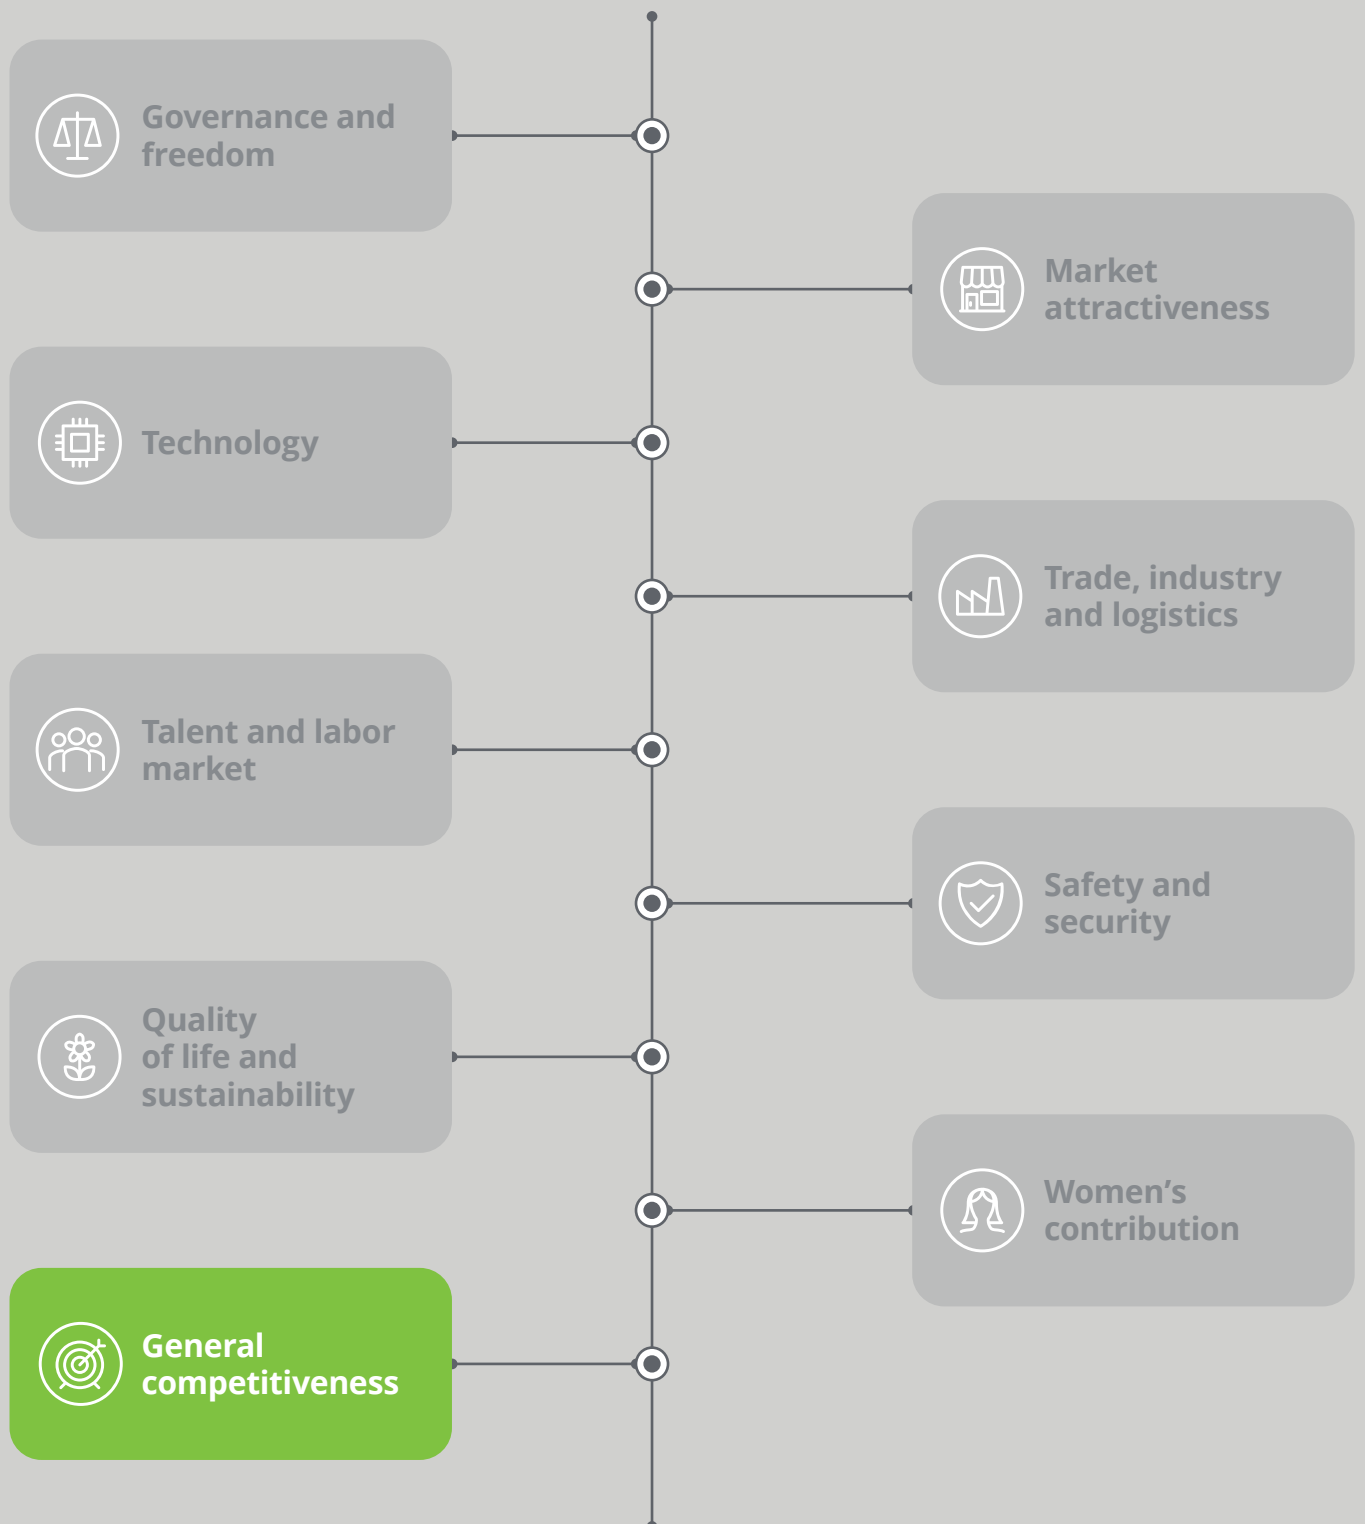 Governance and
freedom
Market
attractiveness
Technology
Trade, industry
and logistics
Talent and labor
market
Safety and
security
Quality
of life and
sustainability
Women’s
contribution
General
competitiveness